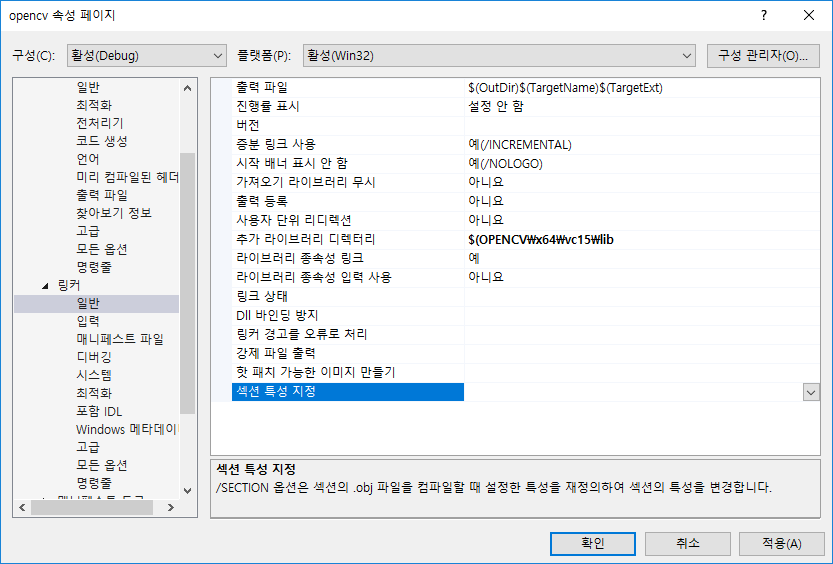 opencv 속성 페이지
구성(C): 활성(Debug) 플랫폼(P): 활성(Win32) 구성 관리자(O)...
일반
최적화
전처리기
코드 생성
언어
미리 컴파일된 헤더
출력 파일
찾아보기 정보
고급
모든 옵션
명령줄
링커
일반
입력
매니페스트 파일
디버깅
시스템
최적화
포함 IDL
Windows 메타데이
고급
모든 옵션
명령줄
매니페스트 도구
출력 파일 $(OutDir)$(TargetName)$(TargetExt)
진행률 표시 설정 안 함
버전
증분 링크 사용 예(/INCREMENTAL)
시작 배너 표시 안 함 예(/NOLOGO)
가져오기 라이브러리 무시 아니요
출력 등록 아니요
사용자 단위 리디렉션 아니요
추가 라이브러리 디렉터리 $(OPENCV₩x64₩vc15₩lib
라이브러리 종속성 링크 예
라이브러리 종속성 입력 사용 아니요
링크 상태
Dll 바인딩 방지
링커 경고를 오류로 처리
강제 파일 출력
핫 패치 가능한 이미지 만들기
섹션 특성 지정
섹션 특성 지정
/SECTION 옵션은 섹션의 .obj 파일을 컴파일할 때 설정한 특성을 재정의하여 섹션의 특성을 변경합니다.
확인 취소 적용(A)